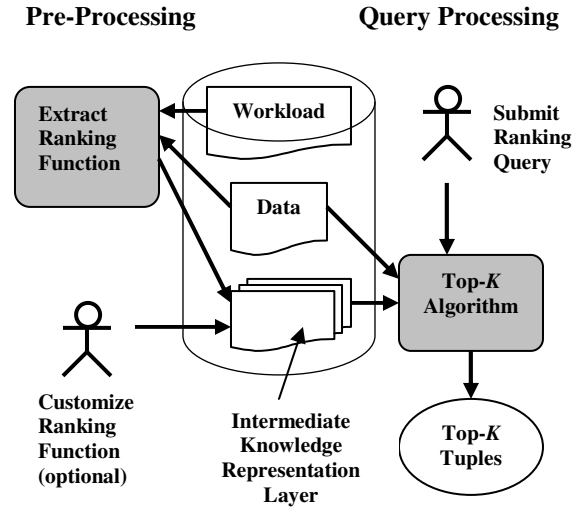 Pre-Processing
Query Processing
Extract
Ranking
Function
Workload
Submit
Ranking
Query
Data
Top-K
Algorithm
Customize
Ranking
Function
(optional)
Intermediate
Knowledge
Representation
Layer
Top-K
Tuples